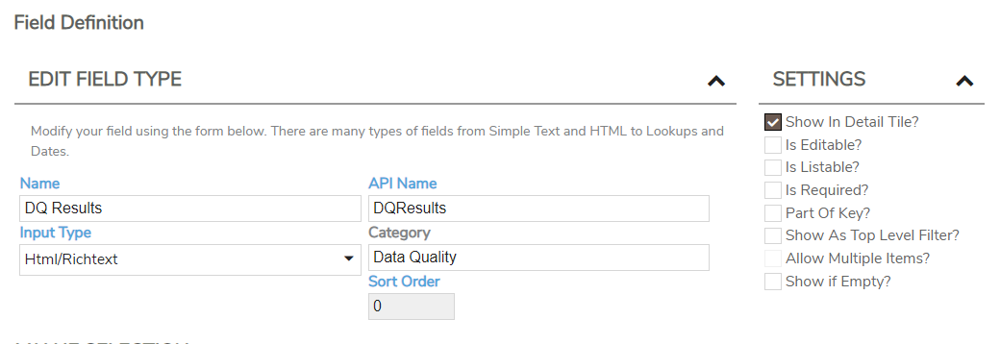 Field Definition
EDIT FIELD TYPE
Modify your field using the form below. There are many types of fields from Simple Text and HTML to Lookups and
Dates.
Name
DQ Results
API Name
DQResults
Input Type
Html/Richtext
Category
Data Quality
Sort Order
0
SETTINGS
Show In Detail Tile?
Is Editable?
Is Listable?
Is Required?
Part Of Key?
Show As Top Level Filter?
Allow Multiple Items?
Show if Empty?